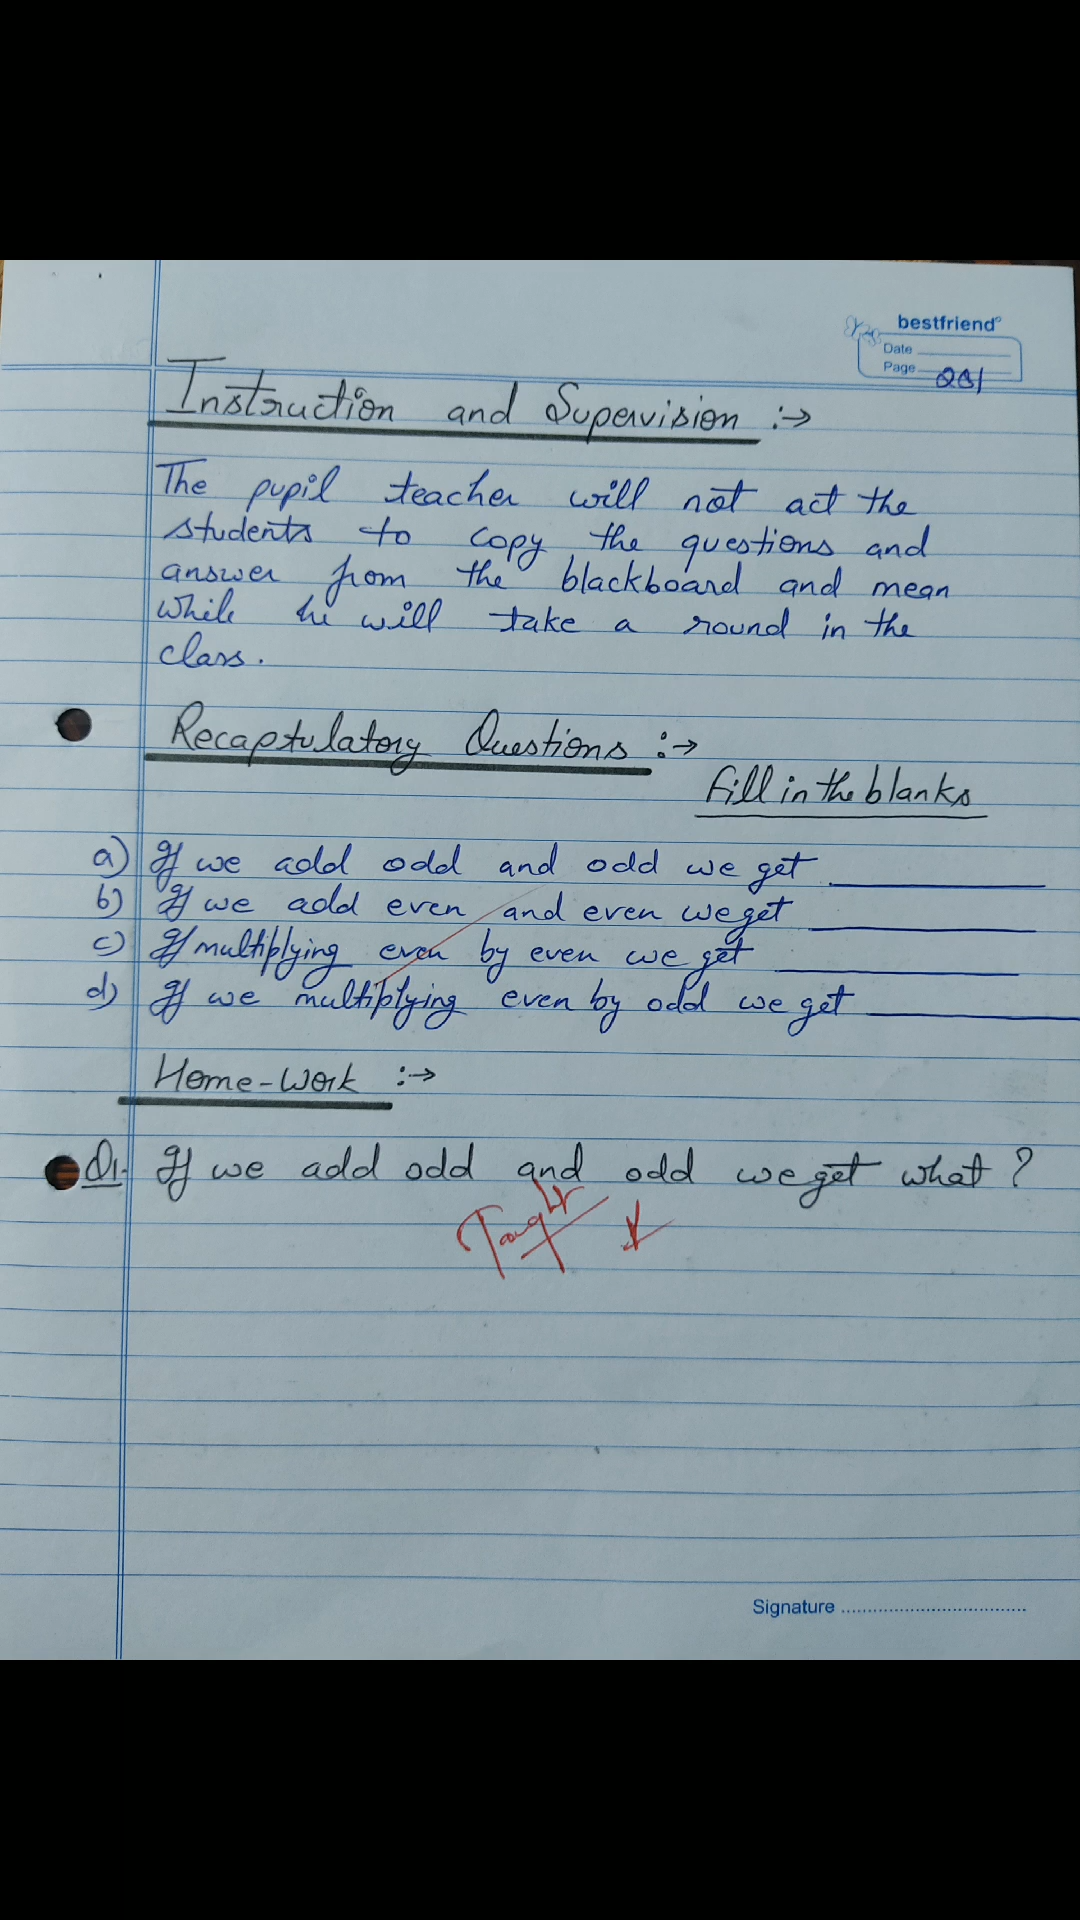 bestfriend
Date
Page 231
Instruction and Supervision :→
The pupil teacher will not act the
students to copy the questions and
answer from the blackboard and mean
while he will take a round in the
class.
Recaptulatory Questions :→
Fill in the blanks
a) If we add odd and odd we get
b) If we add even and even we get
c) If multiplying even by even we get
d) If we multiplying even by odd we get
Home-Work :→
Q1. If we add odd and odd we get what ?
Taught
Signature